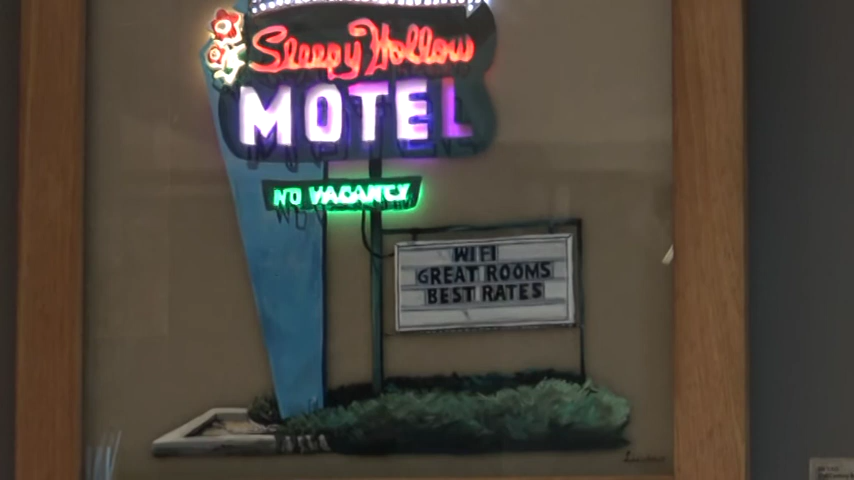 Sleepy Hollow
MOTEL
NO VACANCY
WIFI
GREAT ROOMS
BEST RATES